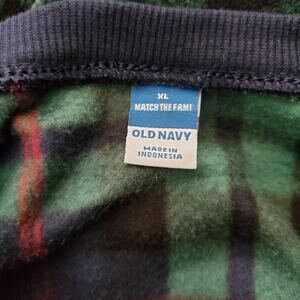 XL
MATCH THE FAM!
OLD NAVY
MADE IN
INDONESIA